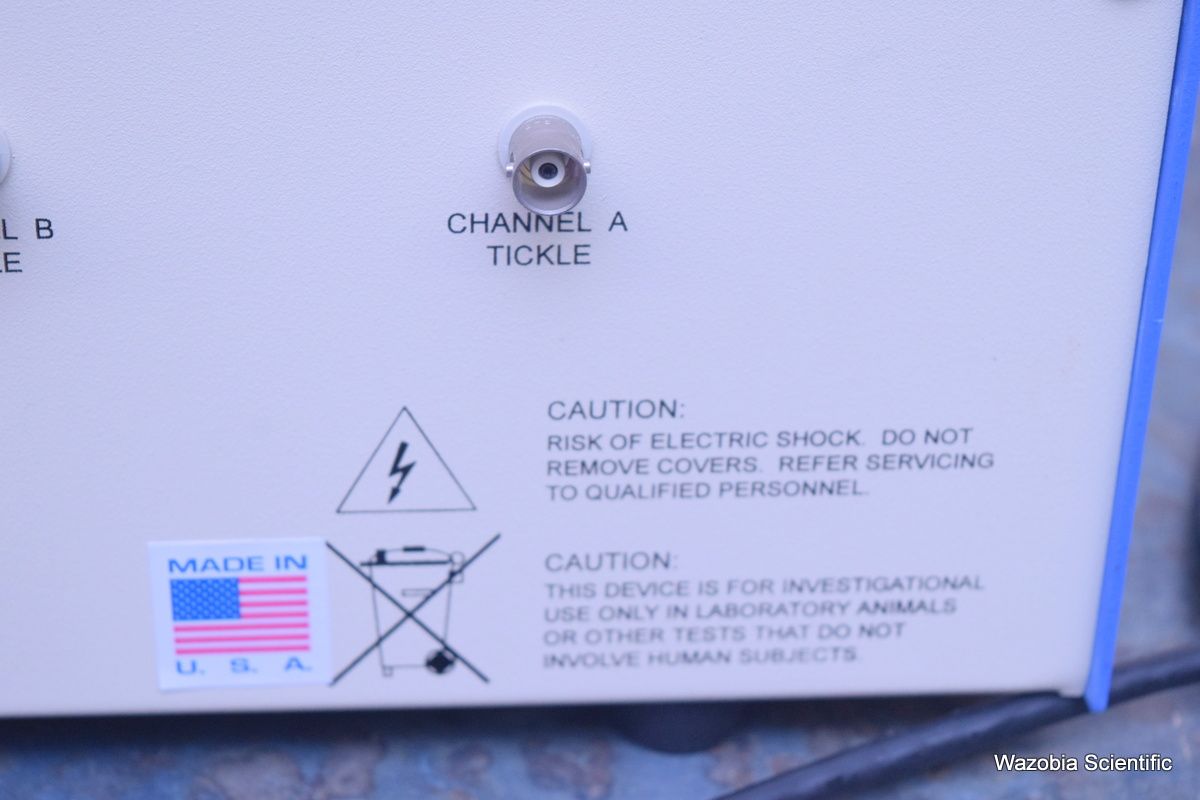 L B
LE
CHANNEL A
TICKLE
CAUTION:
RISK OF ELECTRIC SHOCK. DO NOT
REMOVE COVERS. REFER SERVICING
TO QUALIFIED PERSONNEL.
MADE IN
U. S. A.
CAUTION:
THIS DEVICE IS FOR INVESTIGATIONAL
USE ONLY IN LABORATORY ANIMALS
OR OTHER TESTS THAT DO NOT
INVOLVE HUMAN SUBJECTS.
Wazobia Scientific